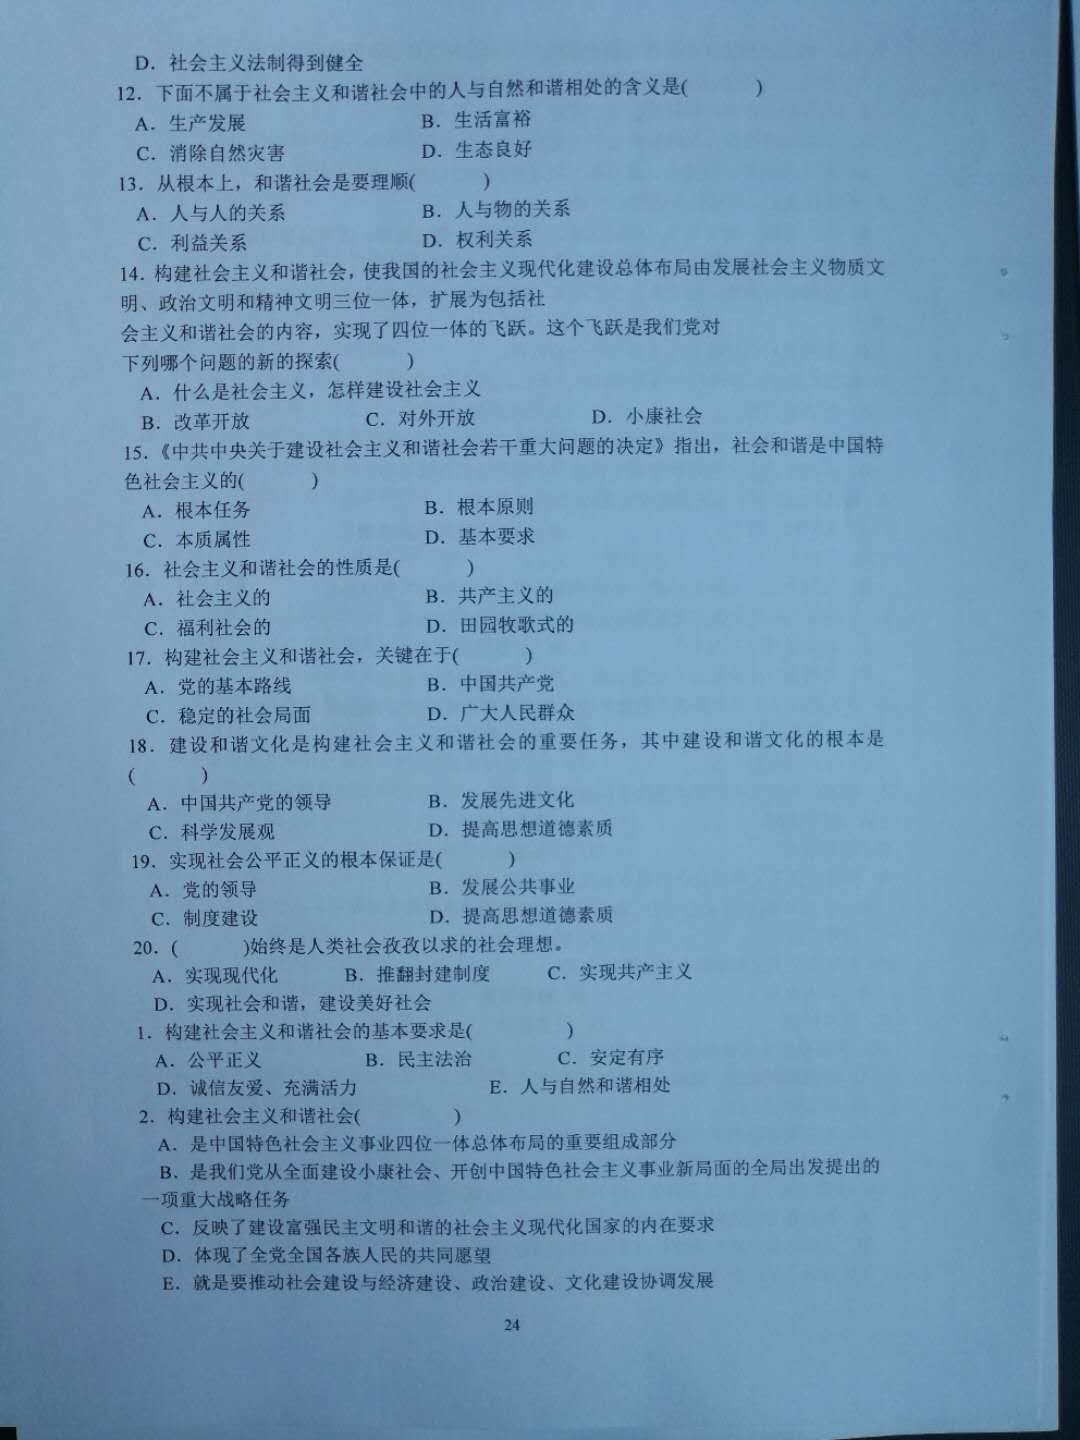 D．社会主义法制得到健全
12．下面不属于社会主义和谐社会中的人与自然和谐相处的含义是(　　)
A．生产发展　B．生活富裕
C．消除自然灾害　D．生态良好
13．从根本上，和谐社会是要理顺(　　)
A．人与人的关系　B．人与物的关系
C．利益关系　D．权利关系
14．构建社会主义和谐社会，使我国的社会主义现代化建设总体布局由发展社会主义物质文
明、政治文明和精神文明三位一体，扩展为包括社
会主义和谐社会的内容，实现了四位一体的飞跃。这个飞跃是我们党对
下列哪个问题的新的探索(　　)
A．什么是社会主义，怎样建设社会主义
B．改革开放　C．对外开放　D．小康社会
15．《中共中央关于建设社会主义和谐社会若干重大问题的决定》指出，社会和谐是中国特
色社会主义的(　　)
A．根本任务　B．根本原则
C．本质属性　D．基本要求
16．社会主义和谐社会的性质是(　　)
A．社会主义的　B．共产主义的
C．福利社会的　D．田园牧歌式的
17．构建社会主义和谐社会，关键在于(　　)
A．党的基本路线　B．中国共产党
C．稳定的社会局面　D．广大人民群众
18．建设和谐文化是构建社会主义和谐社会的重要任务，其中建设和谐文化的根本是
(　　)
A．中国共产党的领导　B．发展先进文化
C．科学发展观　D．提高思想道德素质
19．实现社会公平正义的根本保证是(　　)
A．党的领导　B．发展公共事业
C．制度建设　D．提高思想道德素质
20．(　　)始终是人类社会孜孜以求的社会理想。
A．实现现代化　B．推翻封建制度　C．实现共产主义
D．实现社会和谐，建设美好社会
1．构建社会主义和谐社会的基本要求是(　　)
A．公平正义　B．民主法治　C．安定有序
D．诚信友爱、充满活力　E．人与自然和谐相处
2．构建社会主义和谐社会(　　)
A．是中国特色社会主义事业四位一体总体布局的重要组成部分
B．是我们党从全面建设小康社会、开创中国特色社会主义事业新局面的全局出发提出的
一项重大战略任务
C．反映了建设富强民主文明和谐的社会主义现代化国家的内在要求
D．体现了全党全国各族人民的共同愿望
E．就是要推动社会建设与经济建设、政治建设、文化建设协调发展
24